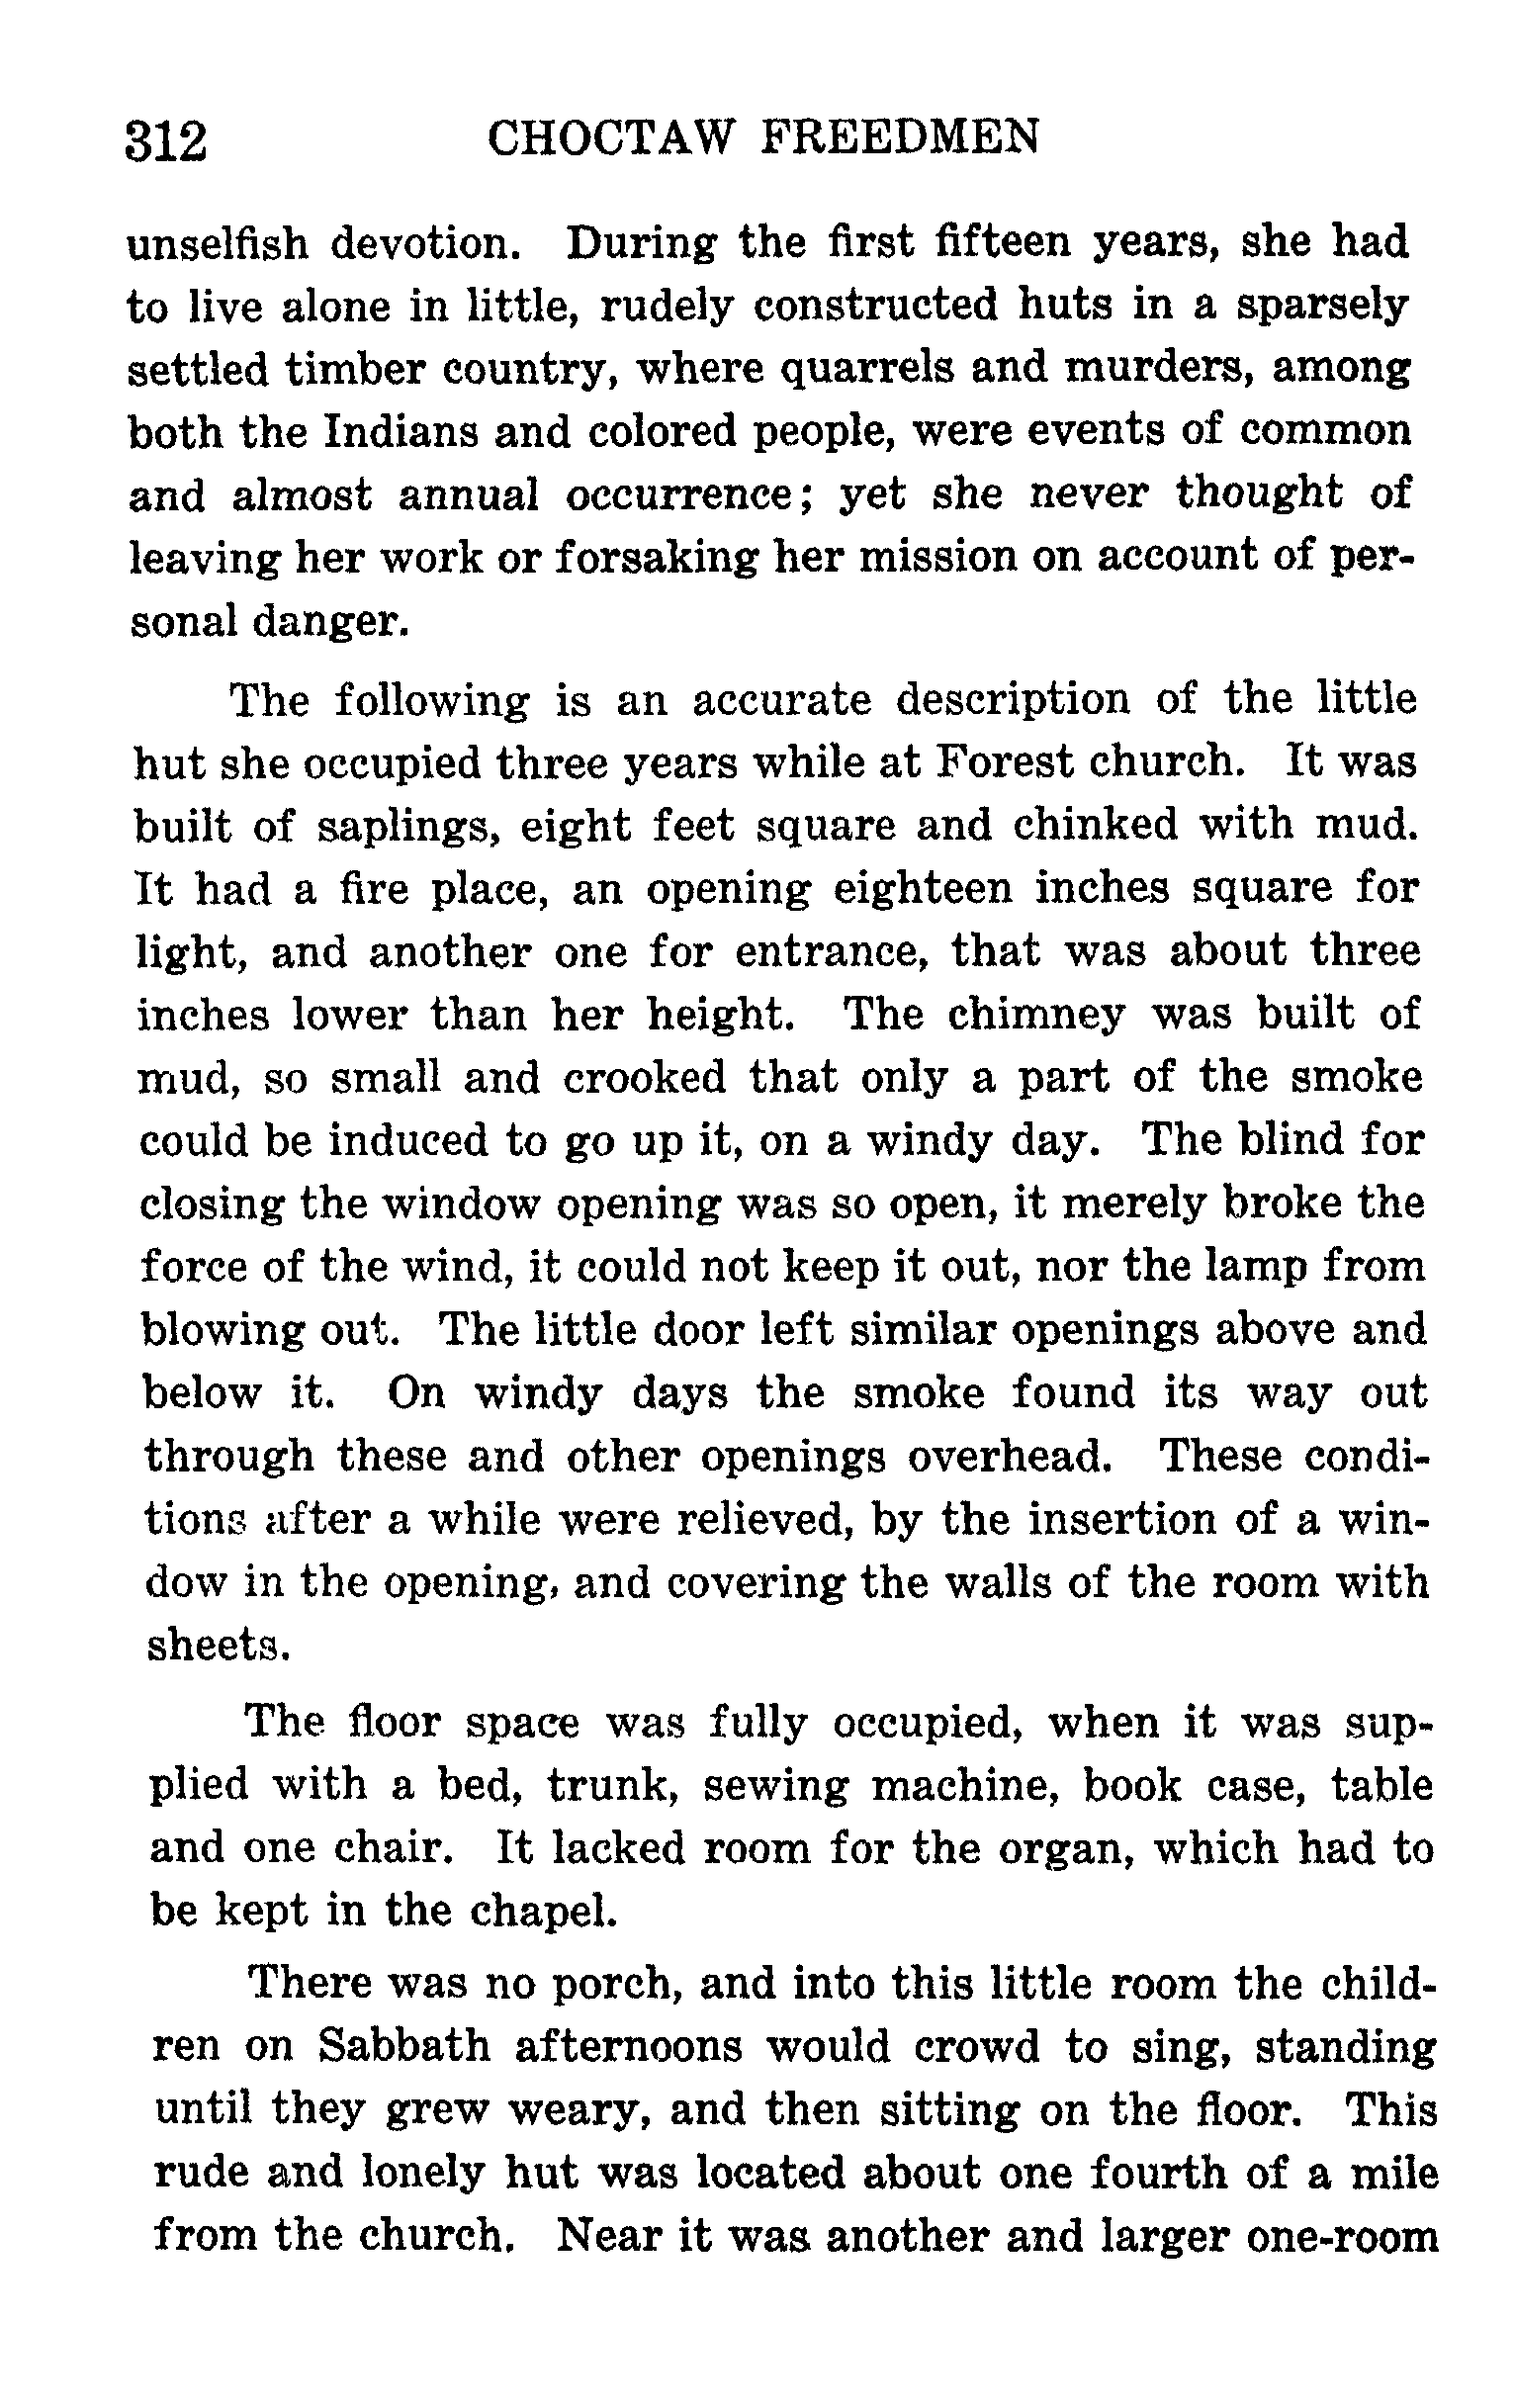 312 CHOCTAW FREEDMEN
unselfish devotion. During the first fifteen years, she had
to live alone in little, rudely constructed huts in a sparsely
settled timber country, where quarrels and murders, among
both the Indians and colored people, were events of common
and almost annual occurrence; yet she never thought of
leaving her work or forsaking her mission on account of per-
sonal danger.
The following is an accurate description of the little
hut she occupied three years while at Forest church. It was
built of saplings, eight feet square and chinked with mud.
It had a fire place, an opening eighteen inches square for
light, and another one for entrance, that was about three
inches lower than her height. The chimney was built of
mud, so small and crooked that only a part of the smoke
could be induced to go up it, on a windy day. The blind for
closing the window opening was so open, it merely broke the
force of the wind, it could not keep it out, nor the lamp from
blowing out. The little door left similar openings above and
below it. On windy days the smoke found its way out
through these and other openings overhead. These condi-
tions after a while were relieved, by the insertion of a win-
dow in the opening, and covering the walls of the room with
sheets.
The floor space was fully occupied, when it was sup-
plied with a bed, trunk, sewing machine, book case, table
and one chair. It lacked room for the organ, which had to
be kept in the chapel.
There was no porch, and into this little room the child-
ren on Sabbath afternoons would crowd to sing, standing
until they grew weary, and then sitting on the floor. This
rude and lonely hut was located about one fourth of a mile
from the church. Near it was another and larger one-room